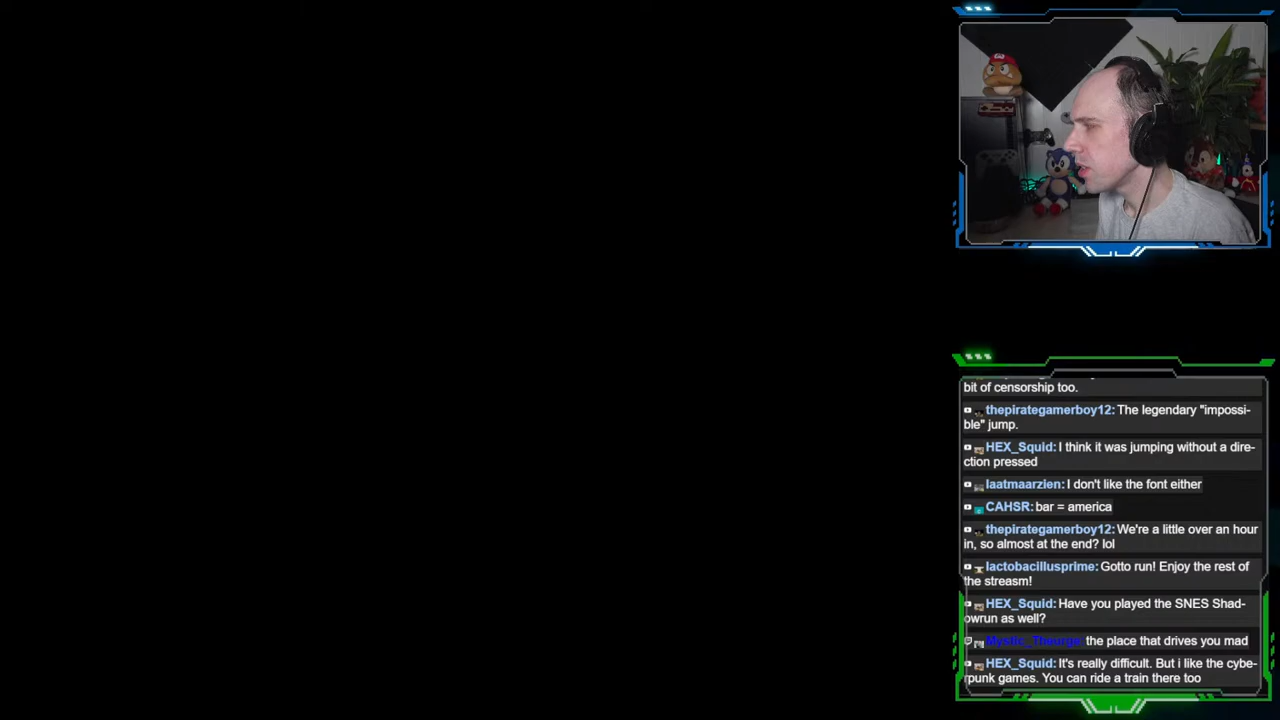 bit of censorship too.
thepirategamerboy12: The legendary "impossi-
ble" jump.
HEX_Squid: I think it was jumping without a dire-
ction pressed
laatmaarzien: I don't like the font either
CAHSR: bar = america
thepirategamerboy12: We're a little over an hour
in, so almost at the end? lol
lactobacillusprime: Gotto run! Enjoy the rest of
the streasm!
HEX_Squid: Have you played the SNES Shad-
owrun as well?
Mystic_Theurge: the place that drives you mad
HEX_Squid: It's really difficult. But i like the cybe-
rpunk games. You can ride a train there too